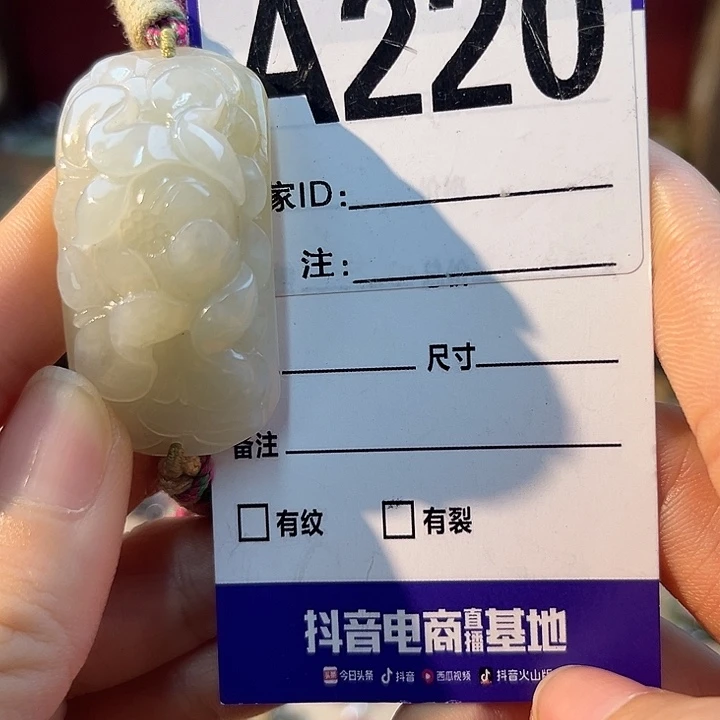 A220
家ID:
注:
尺寸
备注
有纹 有裂
抖音电商直播基地
今日头条 抖音 西瓜视频 抖音火山版